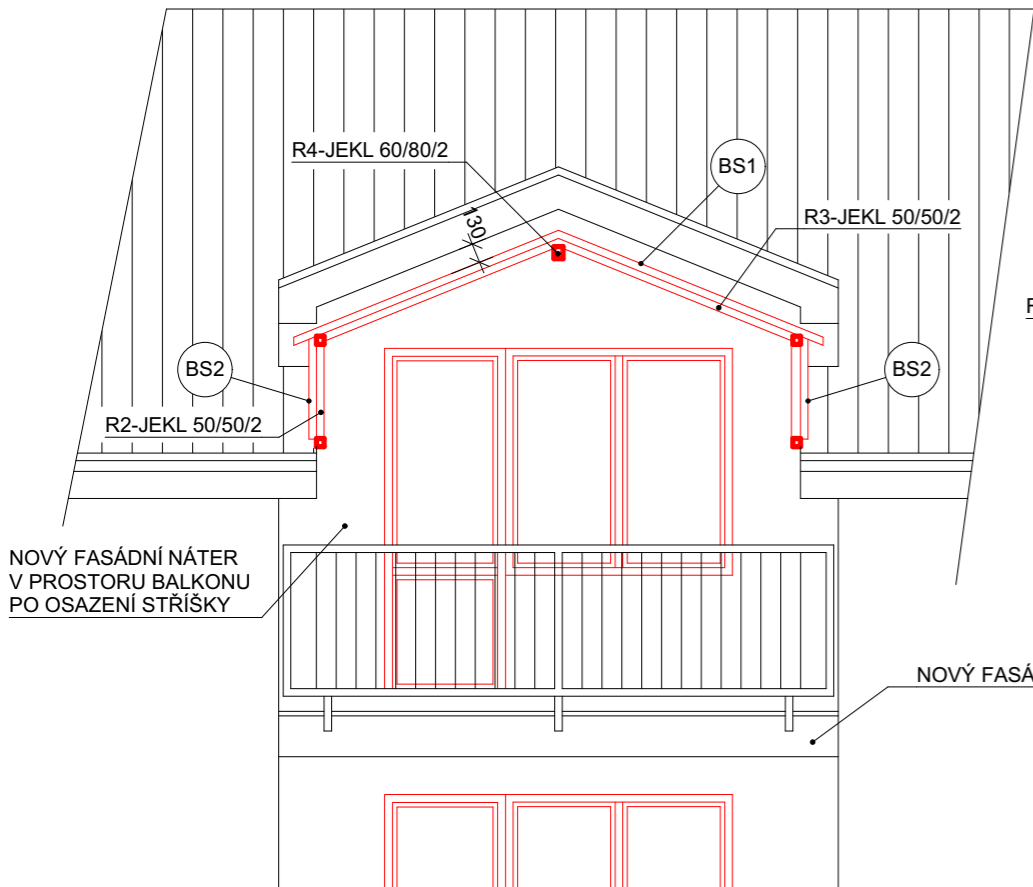 R4-JEKL 60/80/2
BS1
130
R3-JEKL 50/50/2
BS2
BS2
R2-JEKL 50/50/2
NOVÝ FASÁDNÍ NÁTER
V PROSTORU BALKONU
PO OSAZENÍ STŘÍŠKY
NOVÝ FASÁ